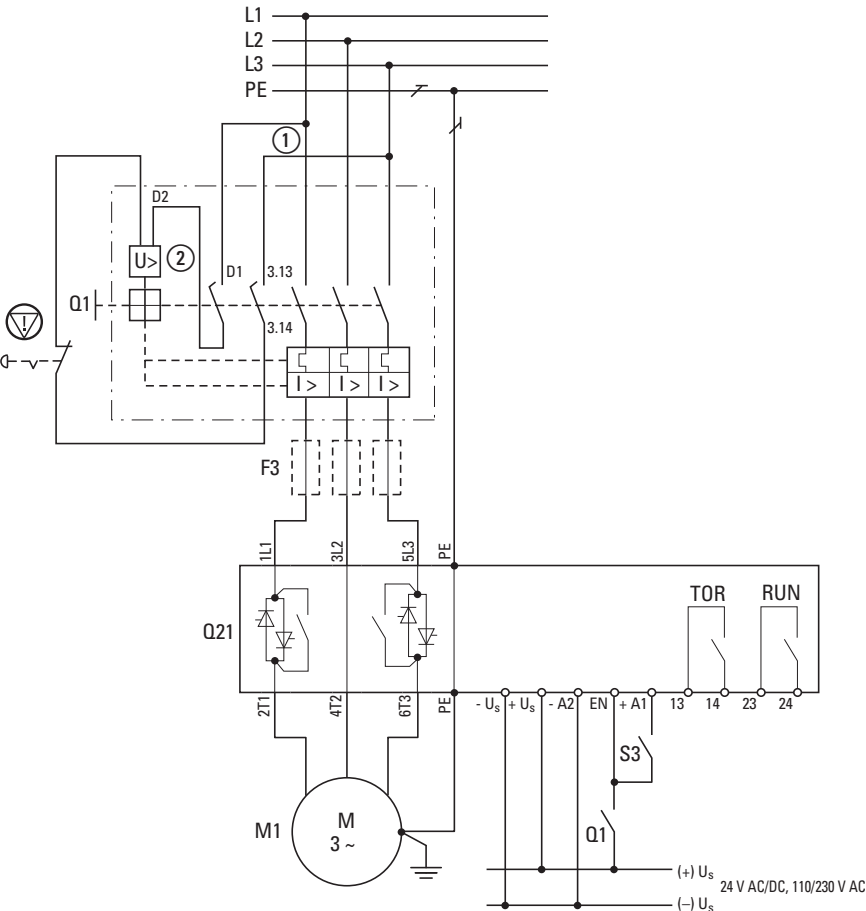 L1
L2
L3
PE
1
D2
U>
2
D1
3.13
Q1
3.14
I >
I >
I >
F3
1L1
3L2
5L3
PE
TOR
RUN
Q21
2T1
4T2
6T3
PE
- Us
+ Us
- A2
EN
+ A1
13
14
23
24
S3
M1
M
3 ~
Q1
(+) Us
24 V AC/DC, 110/230 V AC
(–) Us